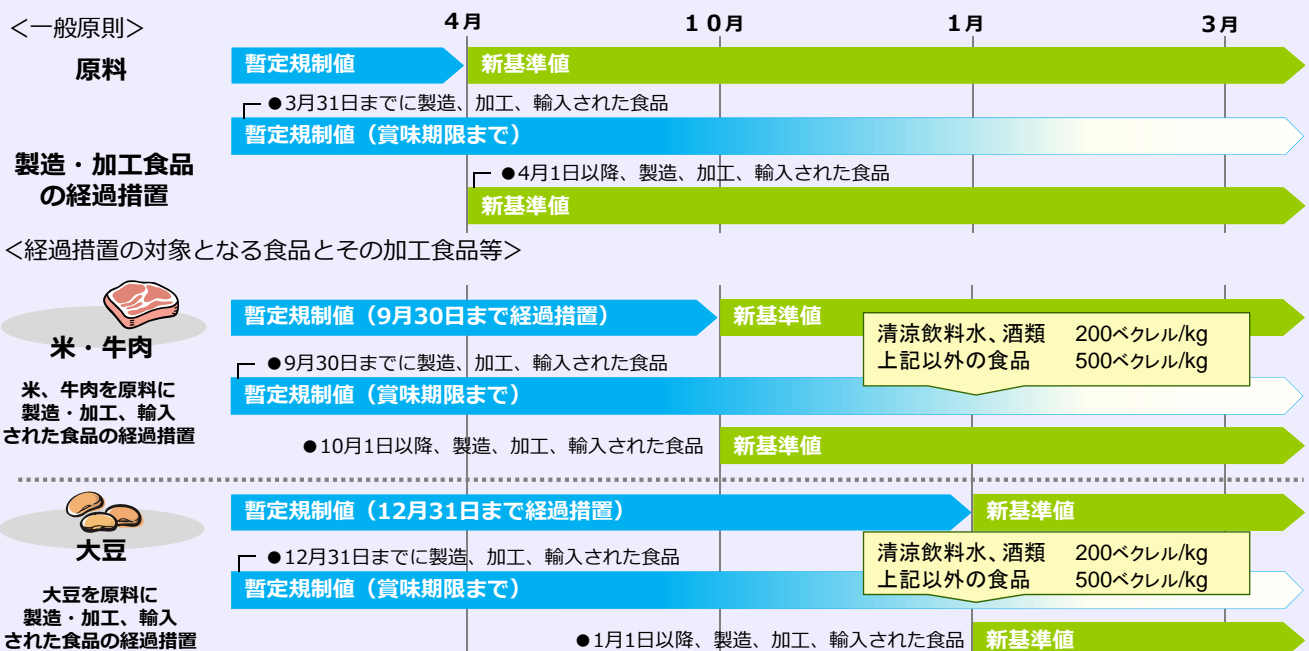 <一般原則>
4月 10月 1月 3月
原料
暫定規制値 新基準値
●3月31日までに製造、加工、輸入された食品
暫定規制値（賞味期限まで）
製造・加工食品
の経過措置
●4月1日以降、製造、加工、輸入された食品
新基準値
<経過措置の対象となる食品とその加工食品等>
米・牛肉
暫定規制値（9月30日まで経過措置） 新基準値
清涼飲料水、酒類 200ベクレル/kg
上記以外の食品 500ベクレル/kg
●9月30日までに製造、加工、輸入された食品
暫定規制値（賞味期限まで）
米、牛肉を原料に
製造・加工、輸入
された食品の経過措置
●10月1日以降、製造、加工、輸入された食品 新基準値
大豆
暫定規制値（12月31日まで経過措置） 新基準値
清涼飲料水、酒類 200ベクレル/kg
上記以外の食品 500ベクレル/kg
●12月31日までに製造、加工、輸入された食品
暫定規制値（賞味期限まで）
大豆を原料に
製造・加工、輸入
された食品の経過措置
●1月1日以降、製造、加工、輸入された食品 新基準値